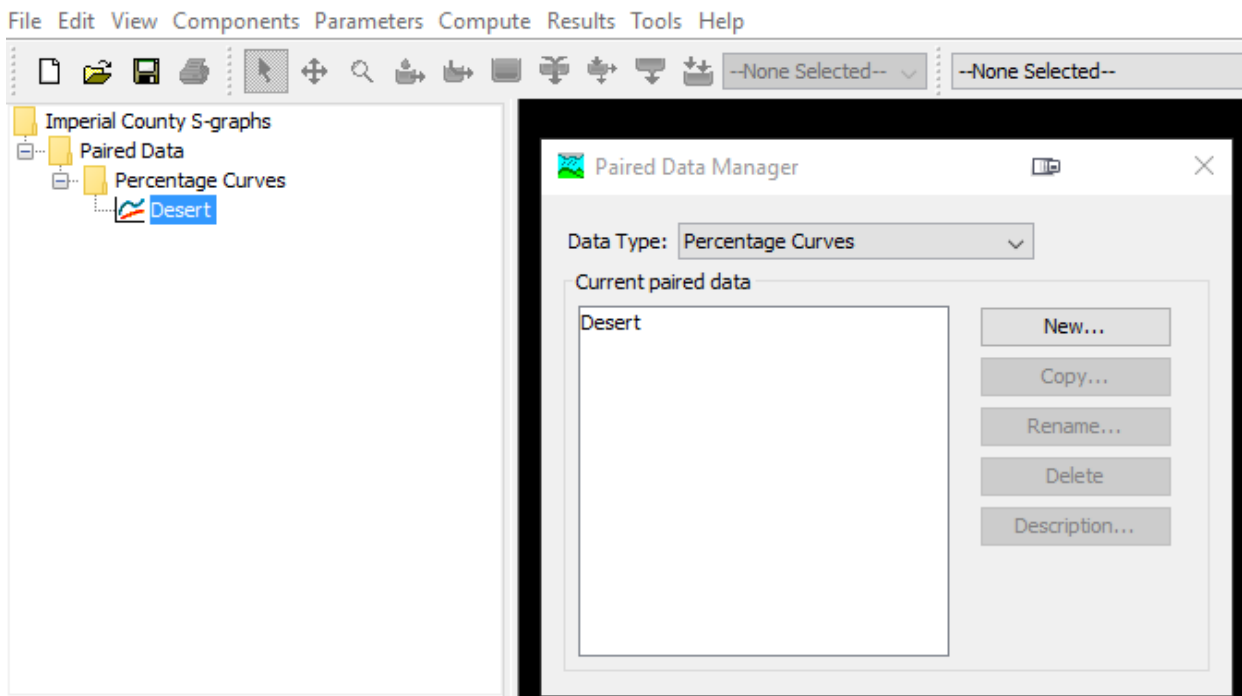 File Edit View Components Parameters Compute Results Tools Help
--None Selected-- --None Selected--
Imperial County S-graphs
Paired Data
Percentage Curves
Desert
Paired Data Manager
Data Type: Percentage Curves
Current paired data
Desert
New...
Copy...
Rename...
Delete
Description...